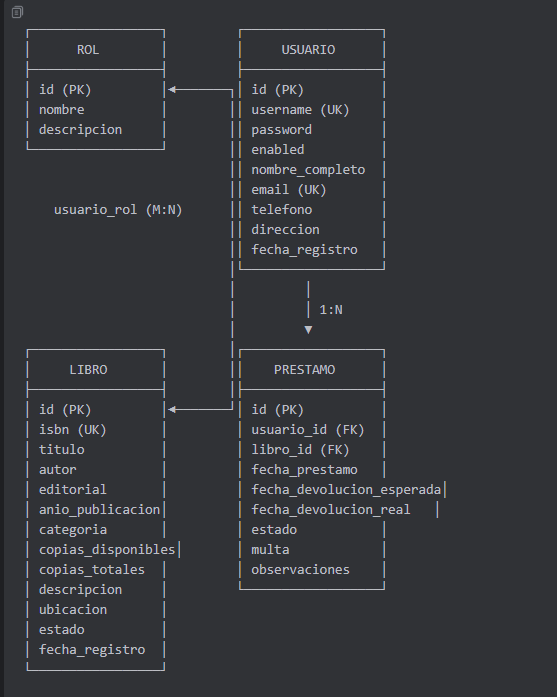 ROL
id (PK)
nombre
descripcion
USUARIO
id (PK)
username (UK)
password
enabled
nombre_completo
email (UK)
telefono
direccion
fecha_registro
usuario_rol (M:N)
1:N
LIBRO
id (PK)
isbn (UK)
titulo
autor
editorial
anio_publicacion
categoria
copias_disponibles
copias_totales
descripcion
ubicacion
estado
fecha_registro
PRESTAMO
id (PK)
usuario_id (FK)
libro_id (FK)
fecha_prestamo
fecha_devolucion_esperada
fecha_devolucion_real
estado
multa
observaciones